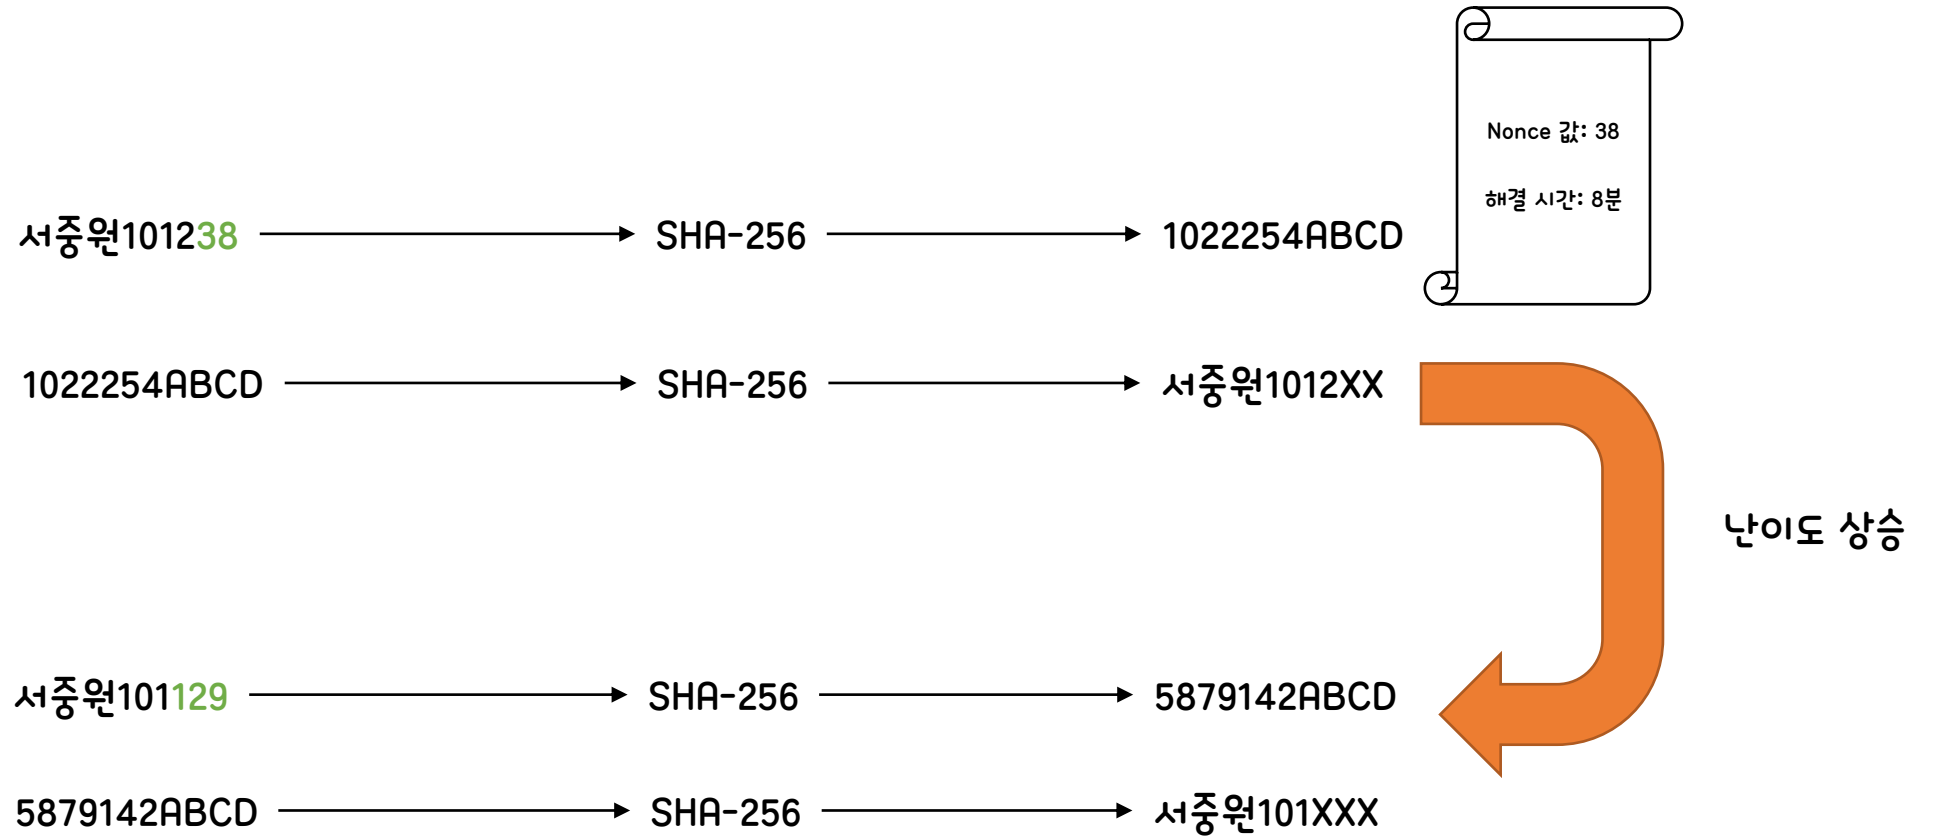 Nonce 값: 38
해결 시간: 8분
서중원101238 SHA-256 1022254ABCD
1022254ABCD SHA-256 서중원1012XX
난이도 상승
서중원101129 SHA-256 5879142ABCD
5879142ABCD SHA-256 서중원101XXX